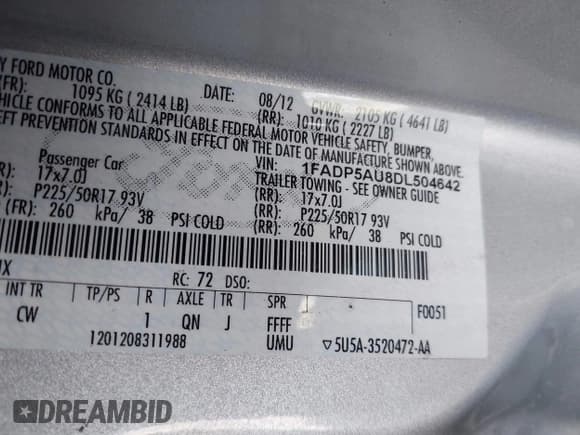 Y FORD MOTOR CO.
DATE: 08/12 GVWR: 2105 KG ( 4641 LB)
(FR): 1095 KG ( 2414 LB) (RR): 1010 KG ( 2227 LB)
EHICLE CONFORMS TO ALL APPLICABLE FEDERAL MOTOR VEHICLE SAFETY, BUMPER,
EFT PREVENTION STANDARDS IN EFFECT ON THE DATE OF MANUFACTURE SHOWN ABOVE.
VIN: 1FADP5AU8DL504642
Passenger Car TRAILER TOWING - SEE OWNER GUIDE
): 17x7.0J (RR): 17x7.0J
: P225/50R17 93V (RR): P225/50R17 93V
(FR): 260 kPa/ 38 PSI COLD (RR): 260 kPa/ 38 PSI COLD
UX RC: 72 DSO: F0051
INT TR TP/PS R AXLE TR SPR
CW 1 QN J FFFF
1201208311988 UMU ▽5U5A-3520472-AA
DREAMBID